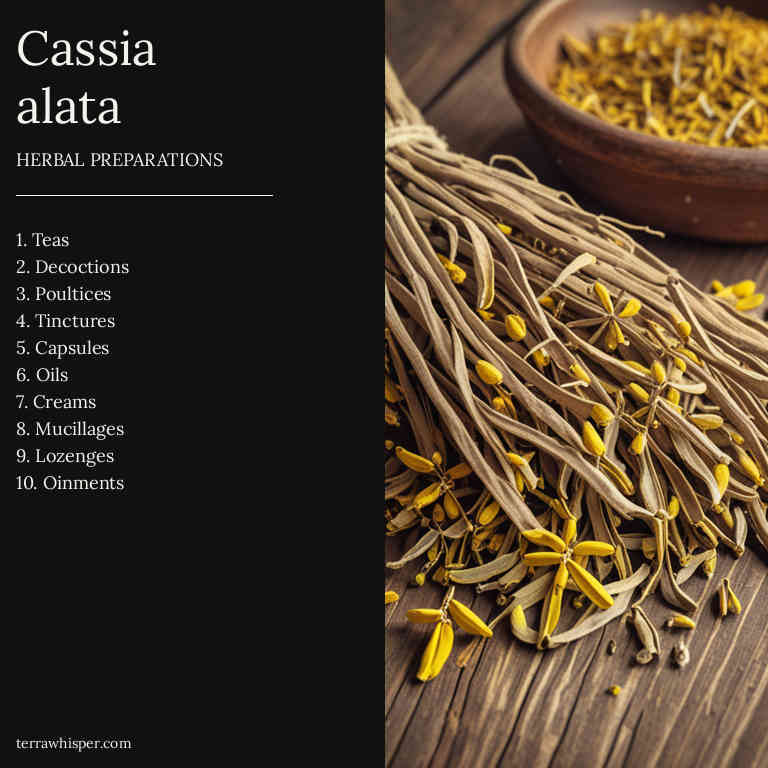 Cassia
alata
HERBAL PREPARATIONS
1. Teas
2. Decoctions
3. Poultices
4. Tinctures
5. Capsules
6. Oils
7. Creams
8. Mucillages
9. Lozenges
10. Oinments
terrawhisper.com